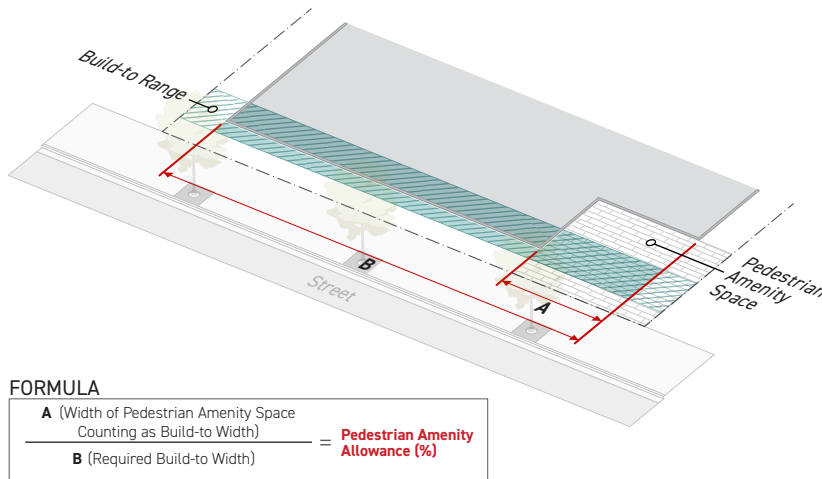 Build-to Range
B
A
Street
Pedestrian
Amenity
Space
FORMULA
A (Width of Pedestrian Amenity Space
Counting as Build-to Width)
B (Required Build-to Width)
= Pedestrian Amenity
Allowance (%)